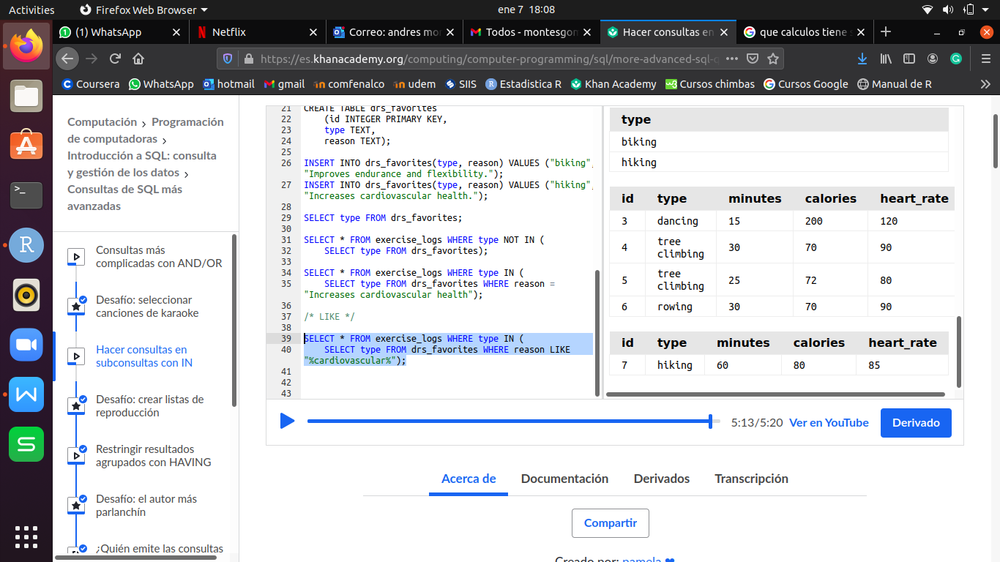 Activities
Firefox Web Browser
ene 7 18:08
(1) WhatsApp
Netflix
Correo: andres mo
Todos - montesgon
Hacer consultas en
que calculos tiene
https://es.khanacademy.org/computing/computer-programming/sql/more-advanced-sql-q
Coursera
WhatsApp
hotmail
gmail
comfenalco
udem
SIIS
Estadistica R
Khan Academy
Cursos chimbas
Cursos Google
Manual de R
Computación > Programación
de computadoras >
Introducción a SQL: consulta
y gestión de los datos >
Consultas de SQL más
avanzadas
Consultas más
complicadas con AND/OR
Desafío: seleccionar
canciones de karaoke
Hacer consultas en
subconsultas con IN
Desafío: crear listas de
reproducción
Restringir resultados
agrupados con HAVING
Desafío: el autor más
parlanchín
¿Quién emite las consultas
21 CREATE TABLE drs_favorites
22 (id INTEGER PRIMARY KEY,
23 type TEXT,
24 reason TEXT);
25
26 INSERT INTO drs_favorites(type, reason) VALUES ("biking",
"Improves endurance and flexibility.");
27 INSERT INTO drs_favorites(type, reason) VALUES ("hiking",
"Increases cardiovascular health.");
28
29 SELECT type FROM drs_favorites;
30
31 SELECT * FROM exercise_logs WHERE type NOT IN (
32 SELECT type FROM drs_favorites);
33
34 SELECT * FROM exercise_logs WHERE type IN (
35 SELECT type FROM drs_favorites WHERE reason =
"Increases cardiovascular health");
36
37 /* LIKE */
38
39 SELECT * FROM exercise_logs WHERE type IN (
40 SELECT type FROM drs_favorites WHERE reason LIKE
"%cardiovascular%");
41
42
43
type
biking
hiking
id type minutes calories heart_rate
3 dancing 15 200 120
4 tree climbing 30 70 90
5 tree climbing 25 72 80
6 rowing 30 70 90
id type minutes calories heart_rate
7 hiking 60 80 85
5:13/5:20
Ver en YouTube
Derivado
Acerca de
Documentación
Derivados
Transcripción
Compartir
Creado por: pamela